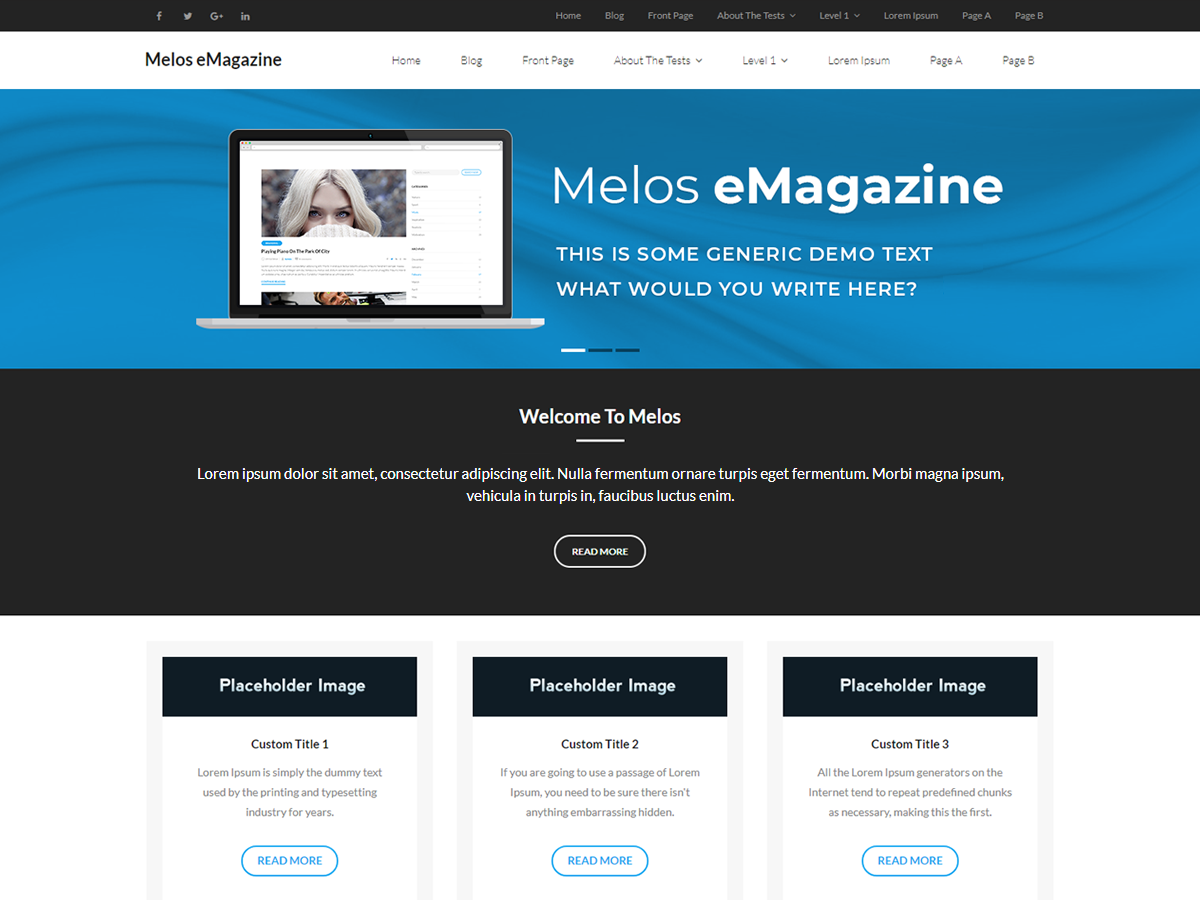 Home Blog Front Page About The Tests Level 1 Lorem Ipsum Page A Page B
Melos eMagazine
Home Blog Front Page About The Tests Level 1 Lorem Ipsum Page A Page B
Playing Piano On The Park Of City
Melos eMagazine
THIS IS SOME GENERIC DEMO TEXT
WHAT WOULD YOU WRITE HERE?
Welcome To Melos
Lorem ipsum dolor sit amet, consectetur adipiscing elit. Nulla fermentum ornare turpis eget fermentum. Morbi magna ipsum,
vehicula in turpis in, faucibus luctus enim.
READ MORE
Placeholder Image
Custom Title 1
Lorem Ipsum is simply the dummy text
used by the printing and typesetting
industry for years.
READ MORE
Placeholder Image
Custom Title 2
If you are going to use a passage of Lorem
Ipsum, you need to be sure there isn't
anything embarrassing hidden.
READ MORE
Placeholder Image
Custom Title 3
All the Lorem Ipsum generators on the
Internet tend to repeat predefined chunks
as necessary, making this the first.
READ MORE